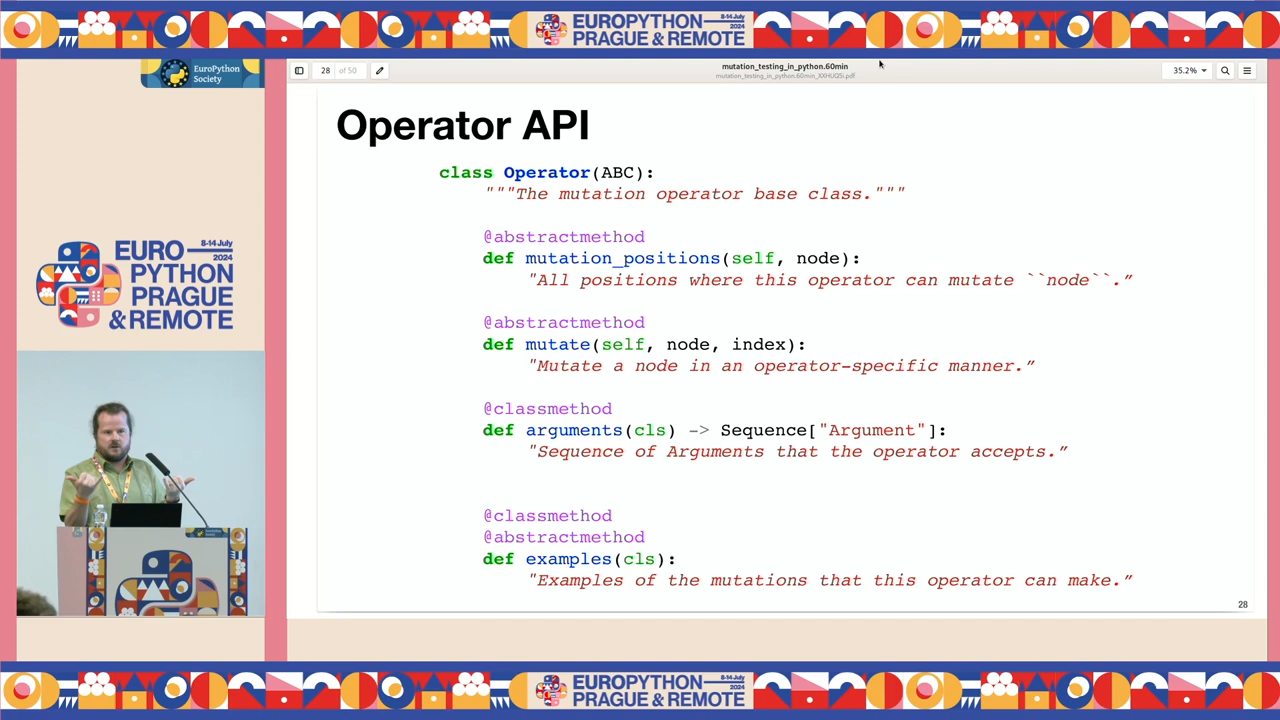 EUROPYTHON
PRAGUE & REMOTE
8-14 July
2024
EuroPython
Society
28 of 50
mutation_testing_in_python.60min
mutation_testing_in_python.60min_XXHUQ5i.pdf
35.2%
Operator API
class Operator(ABC):
"""The mutation operator base class."""
@abstractmethod
def mutation_positions(self, node):
"All positions where this operator can mutate ``node``.”
@abstractmethod
def mutate(self, node, index):
"Mutate a node in an operator-specific manner.”
@classmethod
def arguments(cls) -> Sequence["Argument"]:
"Sequence of Arguments that the operator accepts.”
@classmethod
@abstractmethod
def examples(cls):
"Examples of the mutations that this operator can make.”
28
EURO
8-14 July
2024
PYTHON
PRAGUE
& REMOTE
EUROPYTHON
PRAGUE & REMOTE
8-14 July
2024